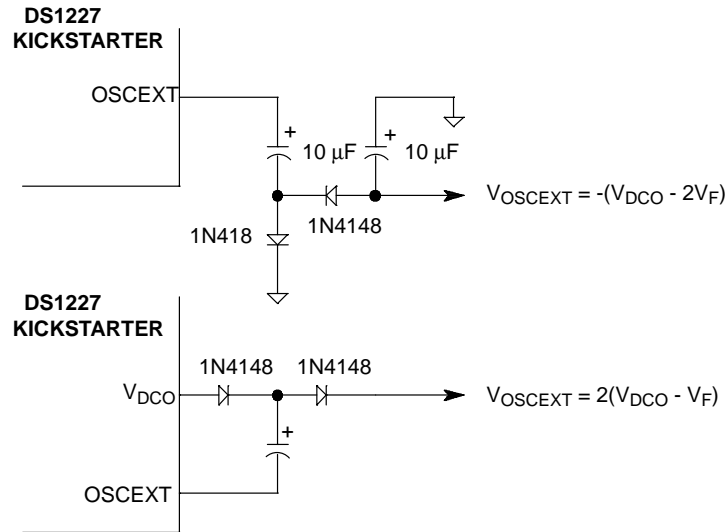 DS1227
KICKSTARTER
OSCEXT
+
10 μF
+
10 μF
V_OSCEXT = -(V_DCO - 2V_F)
1N4148
1N418
DS1227
KICKSTARTER
1N4148
1N4148
V_DCO
V_OSCEXT = 2(V_DCO - V_F)
+
OSCEXT